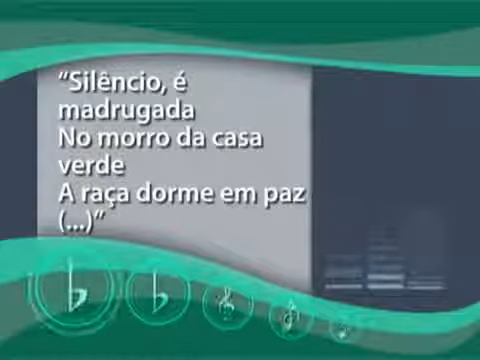 “Silêncio, é
madrugada
No morro da casa
verde
A raça dorme em paz
(...)”